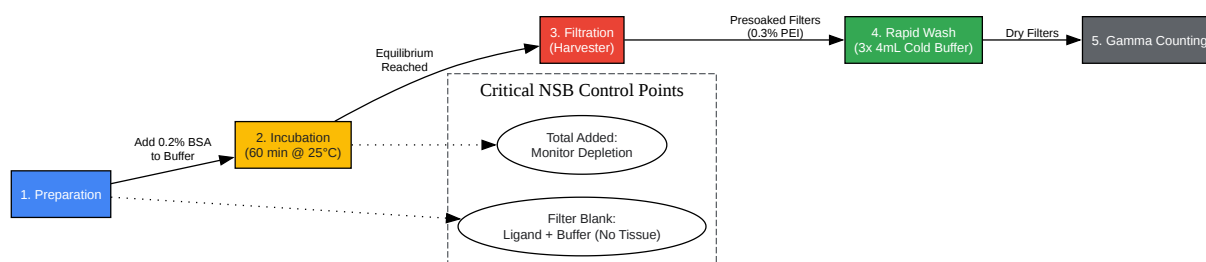 1. Preparation
Add 0.2% BSA
to Buffer
2. Incubation
(60 min @ 25°C)
Equilibrium
Reached
3. Filtration
(Harvester)
Presoaked Filters
(0.3% PEI)
4. Rapid Wash
(3x 4mL Cold Buffer)
Dry Filters
5. Gamma Counting
Critical NSB Control Points
Total Added:
Monitor Depletion
Filter Blank:
Ligand + Buffer (No Tissue)